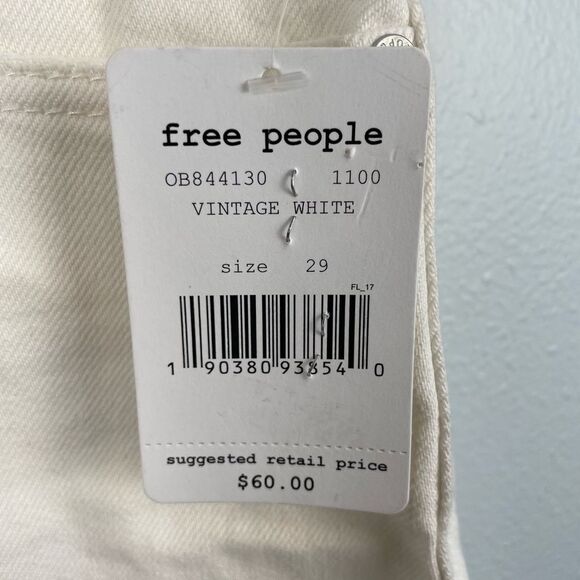 free people
OB844130 1100
VINTAGE WHITE
size 29
FL_17
1 90380 93854 0
suggested retail price
$60.00